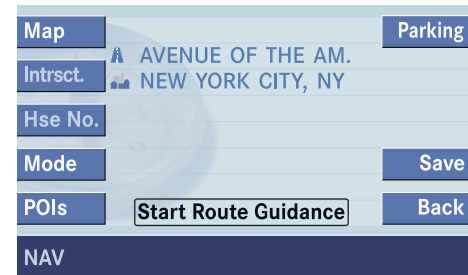 Map
Parking
AVENUE OF THE AM.
Intrsct.
NEW YORK CITY, NY
Hse No.
Mode
Save
POIs
Start Route Guidance
Back
NAV